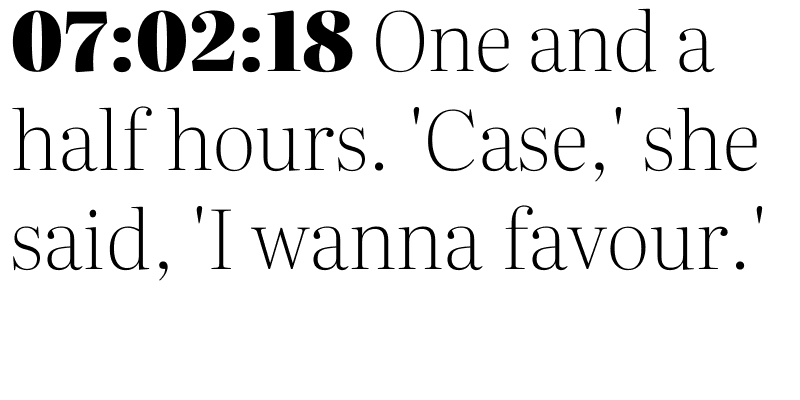 07:02:18 One and a
half hours. 'Case,' she
said, 'I wanna favour.'